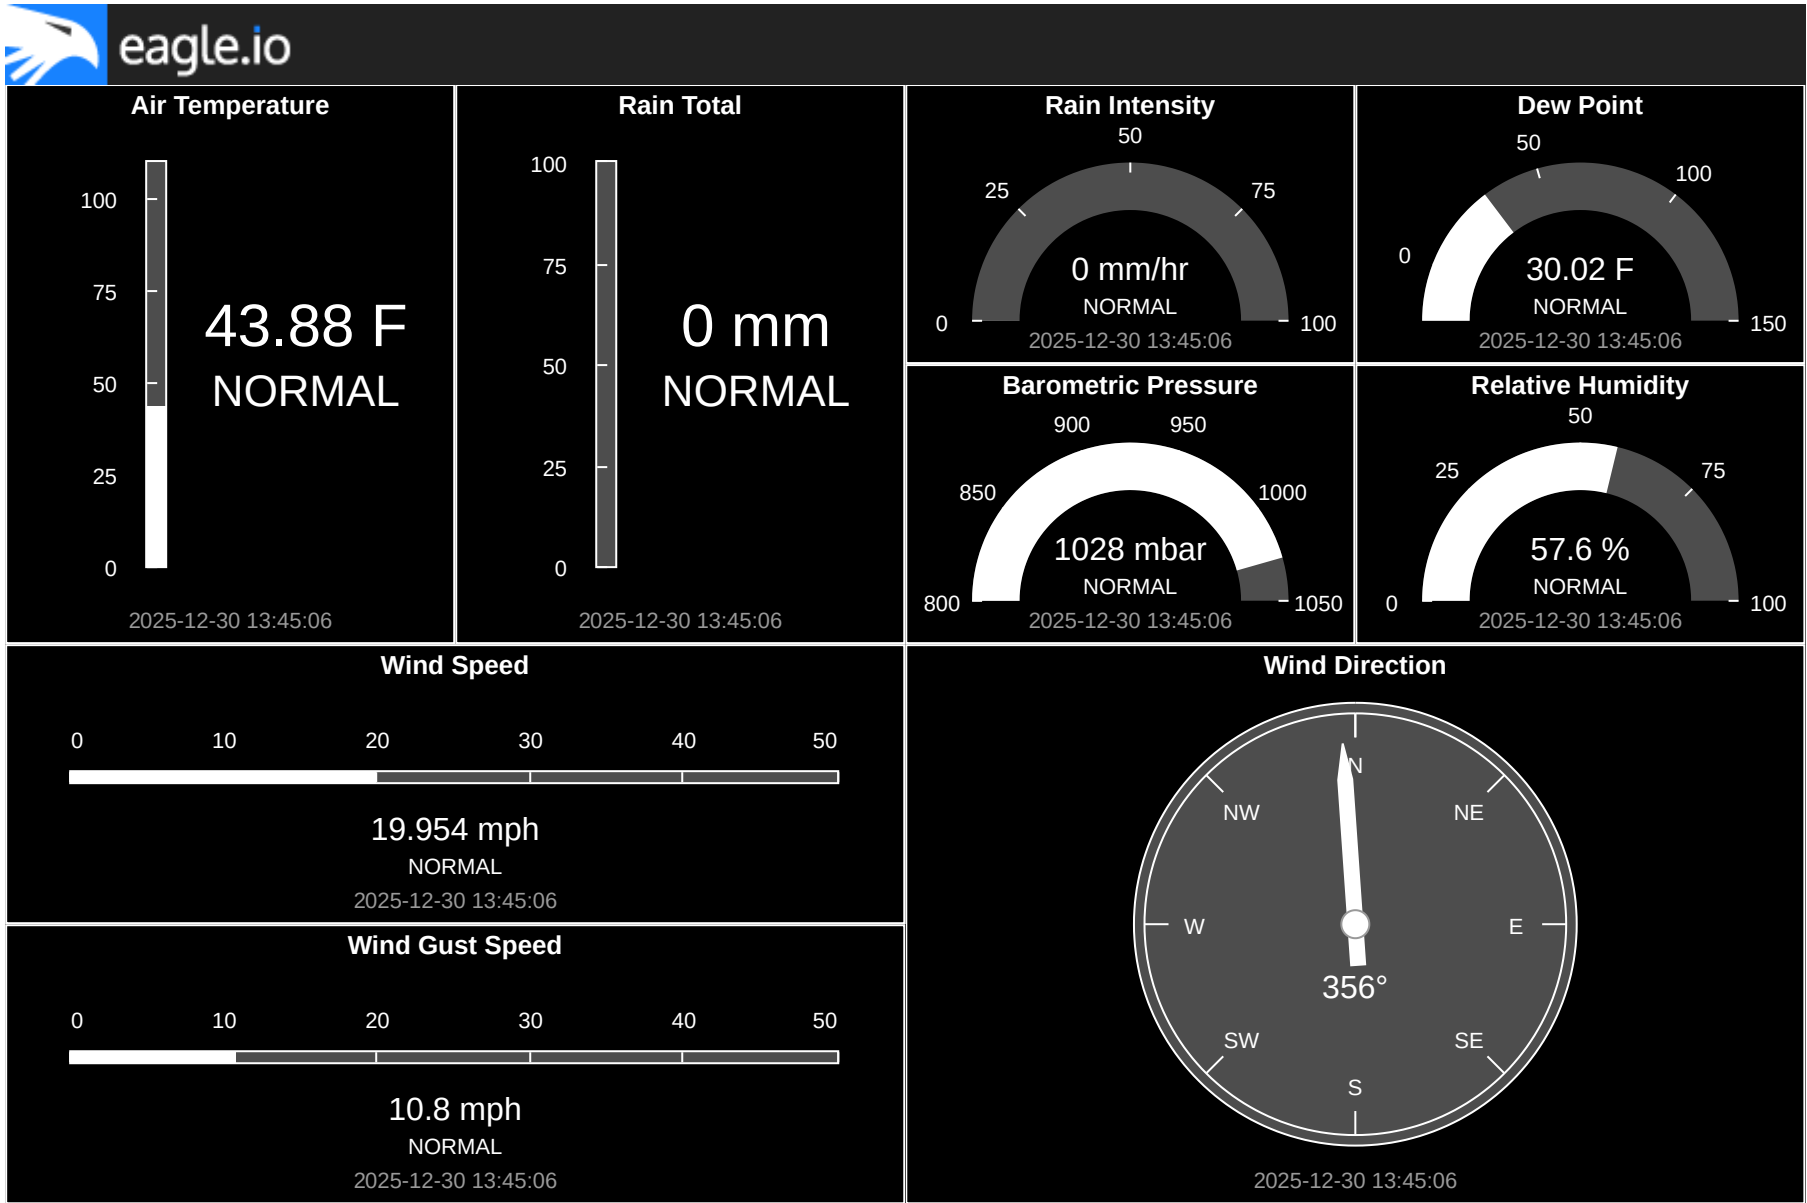 eagle.io
Air Temperature
100
75
50
25
0
43.88 F
NORMAL
2025-12-30 13:45:06
Rain Total
100
75
50
25
0
0 mm
NORMAL
2025-12-30 13:45:06
Rain Intensity
0
25
50
75
100
0 mm/hr
NORMAL
2025-12-30 13:45:06
Dew Point
0
50
100
150
30.02 F
NORMAL
2025-12-30 13:45:06
Barometric Pressure
800
850
900
950
1000
1050
1028 mbar
NORMAL
2025-12-30 13:45:06
Relative Humidity
0
25
50
75
100
57.6 %
NORMAL
2025-12-30 13:45:06
Wind Speed
0 10 20 30 40 50
19.954 mph
NORMAL
2025-12-30 13:45:06
Wind Gust Speed
0 10 20 30 40 50
10.8 mph
NORMAL
2025-12-30 13:45:06
Wind Direction
N
NW NE
W E
356°
SW SE
S
2025-12-30 13:45:06